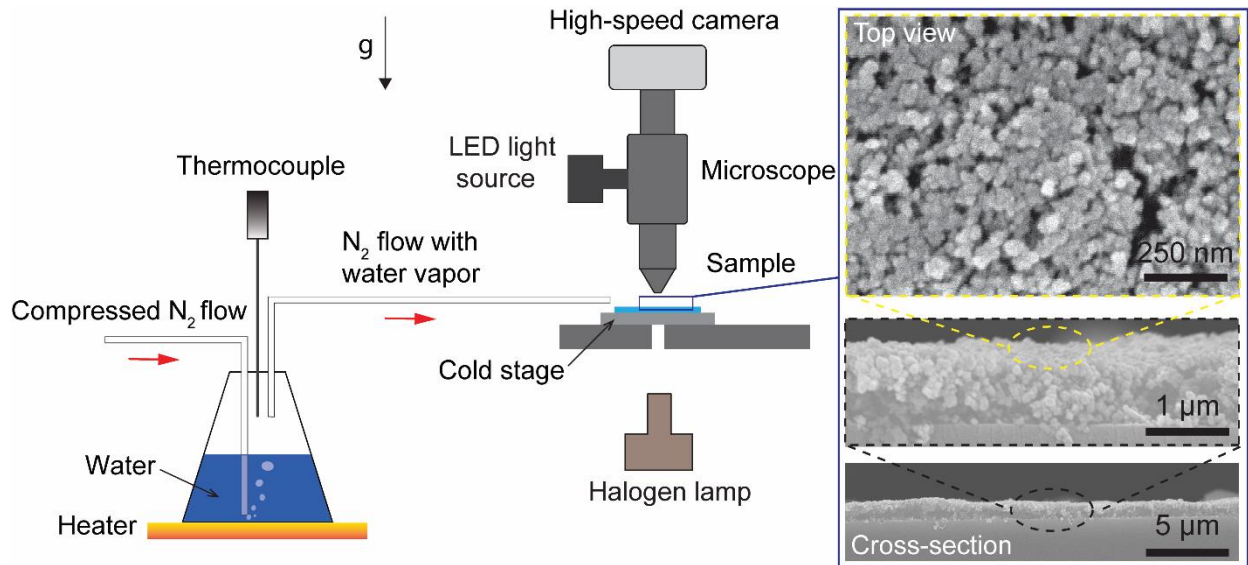 High-speed camera
g
LED light
source
Microscope
Thermocouple
N₂ flow with
water vapor
Sample
Compressed N₂ flow
Cold stage
Water
Heater
Halogen lamp
Top view
250 nm
1 µm
5 µm
Cross-section